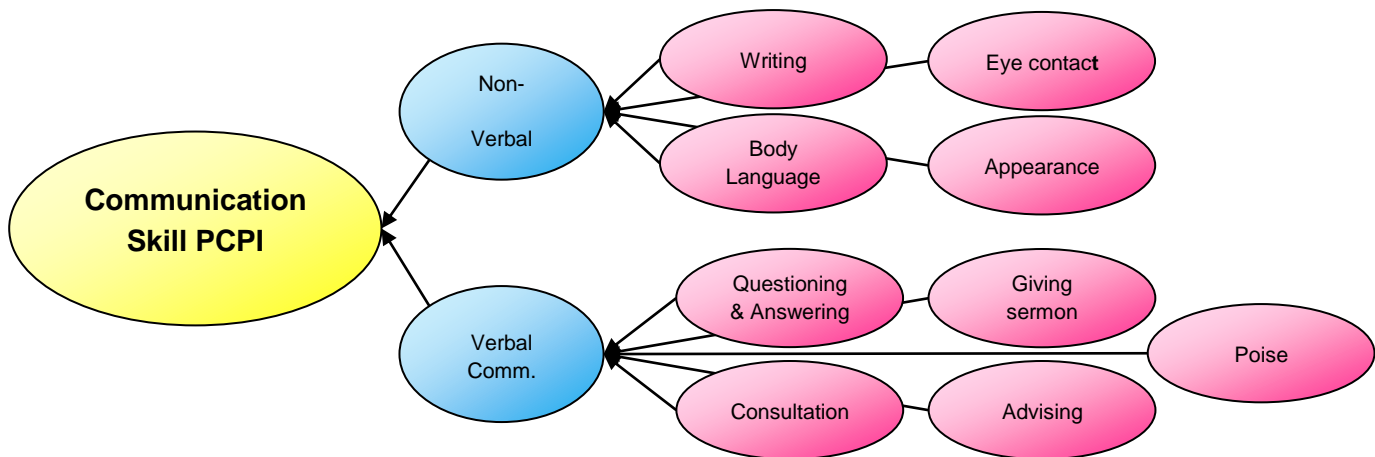 Communication
Skill PCPI
Non-
Verbal
Writing
Eye contact
Body
Language
Appearance
Verbal
Comm.
Questioning
& Answering
Giving
sermon
Poise
Consultation
Advising